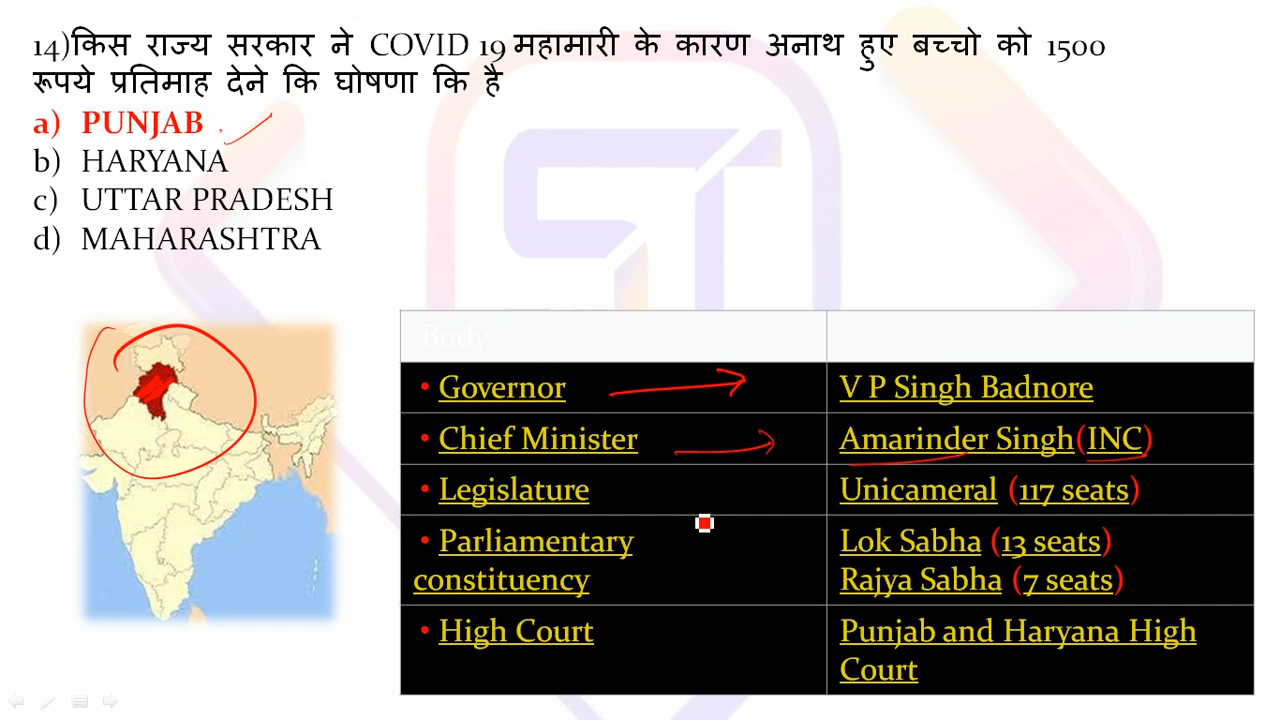 14)किस राज्य सरकार ने COVID 19 महामारी के कारण अनाथ हुए बच्चो को 1500
रूपये प्रतिमाह देने कि घोषणा कि है
a) PUNJAB
b) HARYANA
c) UTTAR PRADESH
d) MAHARASHTRA
Body
• Governor V P Singh Badnore
• Chief Minister Amarinder Singh(INC)
• Legislature Unicameral (117 seats)
• Parliamentary Lok Sabha (13 seats)
constituency Rajya Sabha (7 seats)
• High Court Punjab and Haryana High
Court